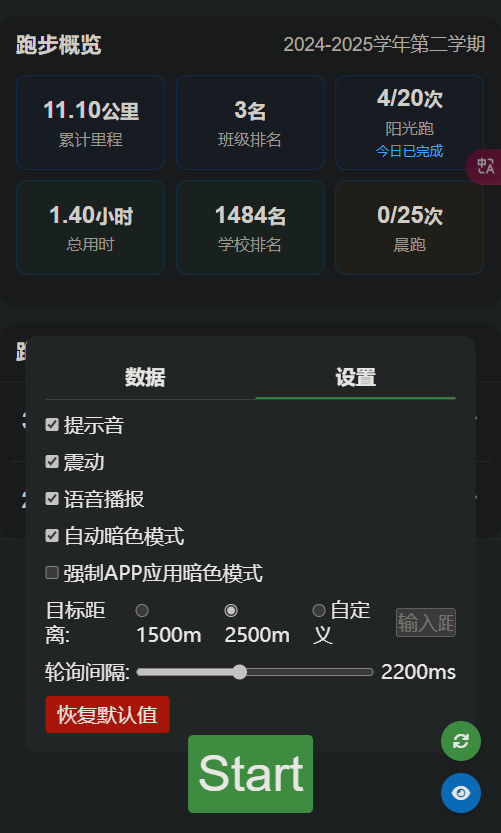 跑步概览 2024-2025学年第二学期
11.10公里 3名 4/20次
累计里程 班级排名 阳光跑
今日已完成
1.40小时 1484名 0/25次
总用时 学校排名 晨跑
数据 设置
提示音
震动
语音播报
自动暗色模式
强制APP应用暗色模式
目标距离: 1500m 2500m 自定义 输入距
轮询间隔: 2200ms
恢复默认值
Start